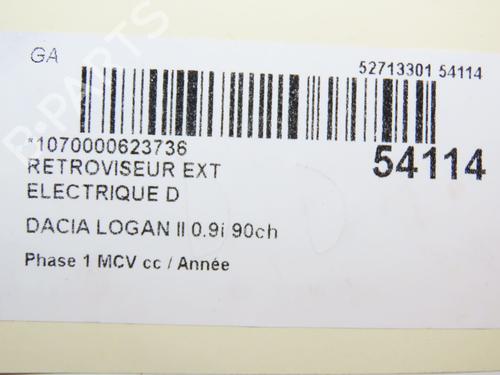 GA
52713301 54114
*1070000623736
54114
RETROVISEUR EXT
ELECTRIQUE D
DACIA LOGAN II 0.9i 90ch
Phase 1 MCV cc / Année
B-PARTS